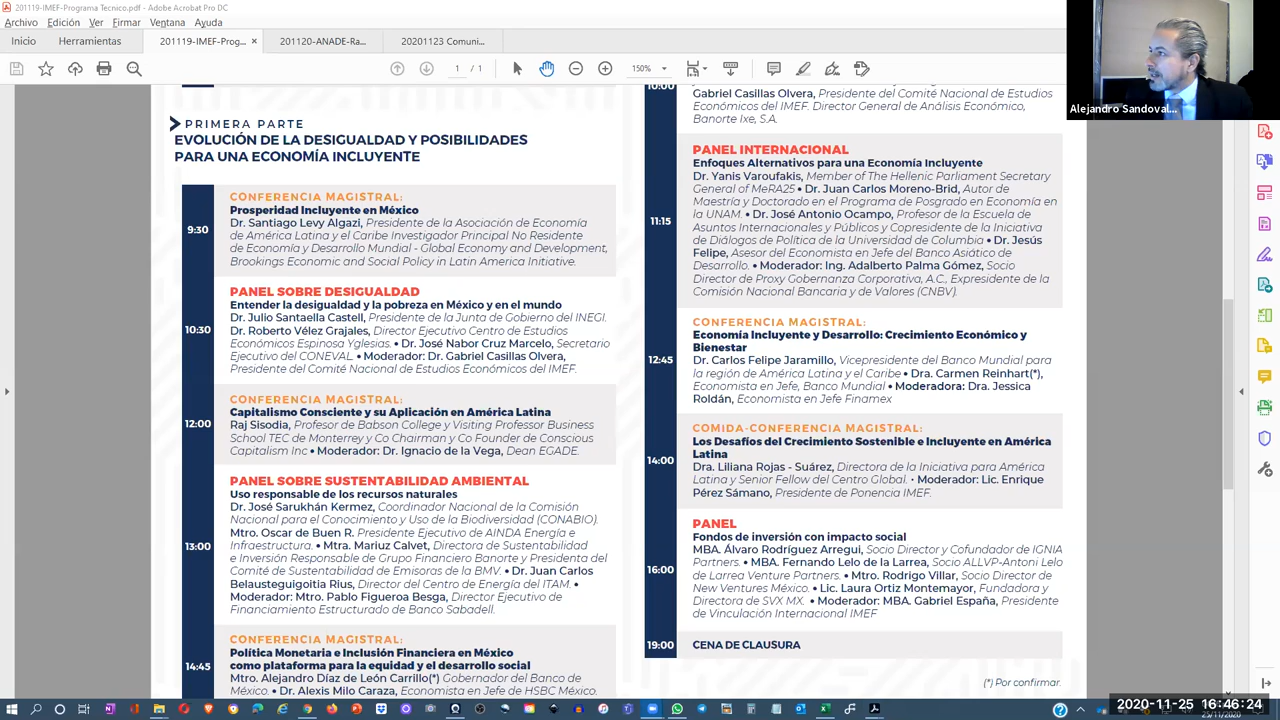 201119-IMEF-Programa Tecnico.pdf - Adobe Acrobat Pro DC
Archivo Edición Ver Firmar Ventana Ayuda
Inicio Herramientas 201119-IMEF-Prog... × 201120-ANADE-Ra... 20201123 Comuni...
1 / 1 150%
Alejandro Sandoval...
PRIMERA PARTE
EVOLUCIÓN DE LA DESIGUALDAD Y POSIBILIDADES
PARA UNA ECONOMÍA INCLUYENTE
9:30
CONFERENCIA MAGISTRAL:
Prosperidad Incluyente en México
Dr. Santiago Levy Algazi, Presidente de la Asociación de Economía
de América Latina y el Caribe Investigador Principal No Residente
de Economía y Desarrollo Mundial - Global Economy and Development,
Brookings Economic and Social Policy in Latin America Initiative.
10:30
PANEL SOBRE DESIGUALDAD
Entender la desigualdad y la pobreza en México y en el mundo
Dr. Julio Santaella Castell, Presidente de la Junta de Gobierno del INEGI.
Dr. Roberto Vélez Grajales, Director Ejecutivo Centro de Estudios
Económicos Espinosa Yglesias. • Dr. José Nabor Cruz Marcelo, Secretario
Ejecutivo del CONEVAL • Moderador: Dr. Gabriel Casillas Olvera,
Presidente del Comité Nacional de Estudios Económicos del IMEF.
12:00
CONFERENCIA MAGISTRAL:
Capitalismo Consciente y su Aplicación en América Latina
Raj Sisodia, Profesor de Babson College y Visiting Professor Business
School TEC de Monterrey y Co Chairman y Co Founder de Conscious
Capitalism Inc • Moderador: Dr. Ignacio de la Vega, Dean EGADE.
13:00
PANEL SOBRE SUSTENTABILIDAD AMBIENTAL
Uso responsable de los recursos naturales
Dr. José Sarukhán Kermez, Coordinador Nacional de la Comisión
Nacional para el Conocimiento y Uso de la Biodiversidad (CONABIO).
Mtro. Oscar de Buen R. Presidente Ejecutivo de AINDA Energía e
Infraestructura. • Mtra. Mariuz Calvet, Directora de Sustentabilidad
e Inversión Responsable de Grupo Financiero Banorte y Presidenta del
Comité de Sustentabilidad de Emisoras de la BMV. • Dr. Juan Carlos
Belausteguigoitia Rius, Director del Centro de Energía del ITAM. •
Moderador: Mtro. Pablo Figueroa Besga, Director Ejecutivo de
Financiamiento Estructurado de Banco Sabadell.
14:45
CONFERENCIA MAGISTRAL:
Política Monetaria e Inclusión Financiera en México
como plataforma para la equidad y el desarrollo social
Mtro. Alejandro Díaz de León Carrillo(*) Gobernador del Banco de
México. • Dr. Alexis Milo Caraza, Economista en Jefe de HSBC México.
10:00
Gabriel Casillas Olvera, Presidente del Comité Nacional de Estudios
Económicos del IMEF. Director General de Análisis Económico,
Banorte Ixe, S.A.
11:15
PANEL INTERNACIONAL
Enfoques Alternativos para una Economía Incluyente
Dr. Yanis Varoufakis, Member of The Hellenic Parliament Secretary
General of MeRA25 • Dr. Juan Carlos Moreno-Brid, Autor de
Maestría y Doctorado en el Programa de Posgrado en Economía en
la UNAM. • Dr. José Antonio Ocampo, Profesor de la Escuela de
Asuntos Internacionales y Públicos y Copresidente de la Iniciativa
de Diálogos de Política de la Universidad de Columbia • Dr. Jesús
Felipe, Asesor del Economista en Jefe del Banco Asiático de
Desarrollo. • Moderador: Ing. Adalberto Palma Gómez, Socio
Director de Proxy Gobernanza Corporativa, A.C., Expresidente de la
Comisión Nacional Bancaria y de Valores (CNBV).
12:45
CONFERENCIA MAGISTRAL:
Economía Incluyente y Desarrollo: Crecimiento Económico y
Bienestar
Dr. Carlos Felipe Jaramillo, Vicepresidente del Banco Mundial para
la región de América Latina y el Caribe • Dra. Carmen Reinhart(*),
Economista en Jefe, Banco Mundial • Moderadora: Dra. Jessica
Roldán, Economista en Jefe Finamex
14:00
COMIDA-CONFERENCIA MAGISTRAL:
Los Desafíos del Crecimiento Sostenible e Incluyente en América
Latina
Dra. Liliana Rojas - Suárez, Directora de la Iniciativa para América
Latina y Senior Fellow del Centro Global. • Moderador: Lic. Enrique
Pérez Sámano, Presidente de Ponencia IMEF.
16:00
PANEL
Fondos de inversión con impacto social
MBA. Álvaro Rodríguez Arregui, Socio Director y Cofundador de IGNIA
Partners. • MBA. Fernando Lelo de la Larrea, Socio ALLVP-Antoni Lelo
de Larrea Venture Partners. • Mtro. Rodrigo Villar, Socio Director de
New Ventures México. • Lic. Laura Ortiz Montemayor, Fundadora y
Directora de SVX MX. • Moderador: MBA. Gabriel España, Presidente
de Vinculación Internacional IMEF
19:00 CENA DE CLAUSURA
(*) Por confirmar.
2020-11-25 16:46:24
25/11/2020